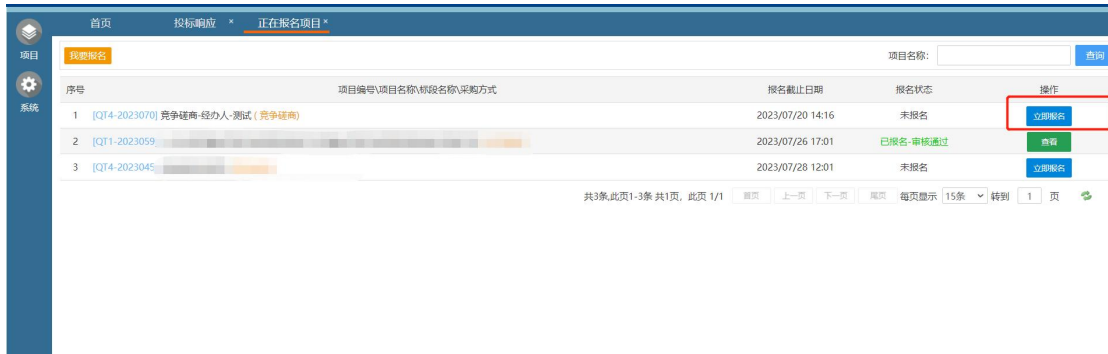 首页 投标响应 × 正在报名项目 ×
项目
系统
我要报名 项目名称： 查询
序号 项目编号\项目名称\标段名称\采购方式 报名截止日期 报名状态 操作
1 [QT4-2023070] 竞争磋商-经办人-测试 ( 竞争磋商) 2023/07/20 14:16 未报名 立即报名
2 [QT1-2023059 2023/07/26 17:01 已报名-审核通过 查看
3 [QT4-2023045 2023/07/28 12:01 未报名 立即报名
共3条,此页1-3条 共1页, 此页 1/1 首页 上一页 下一页 尾页 每页显示 15条 转到 1 页